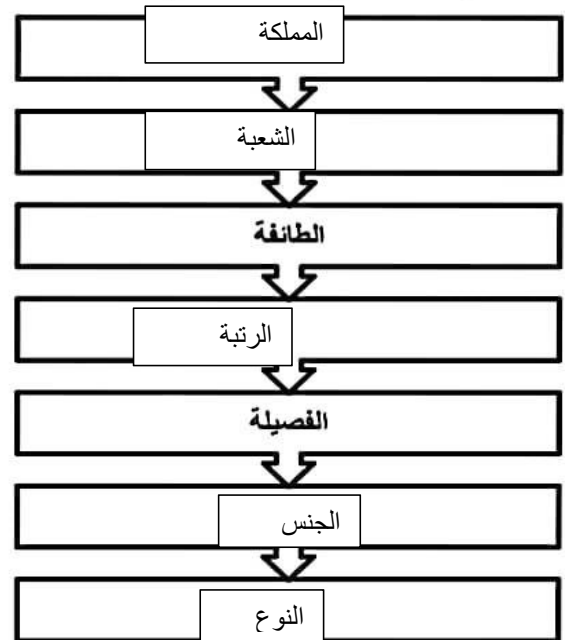 المملكة
الشعبة
الطائفة
الرتبة
الفصيلة
الجنس
النوع